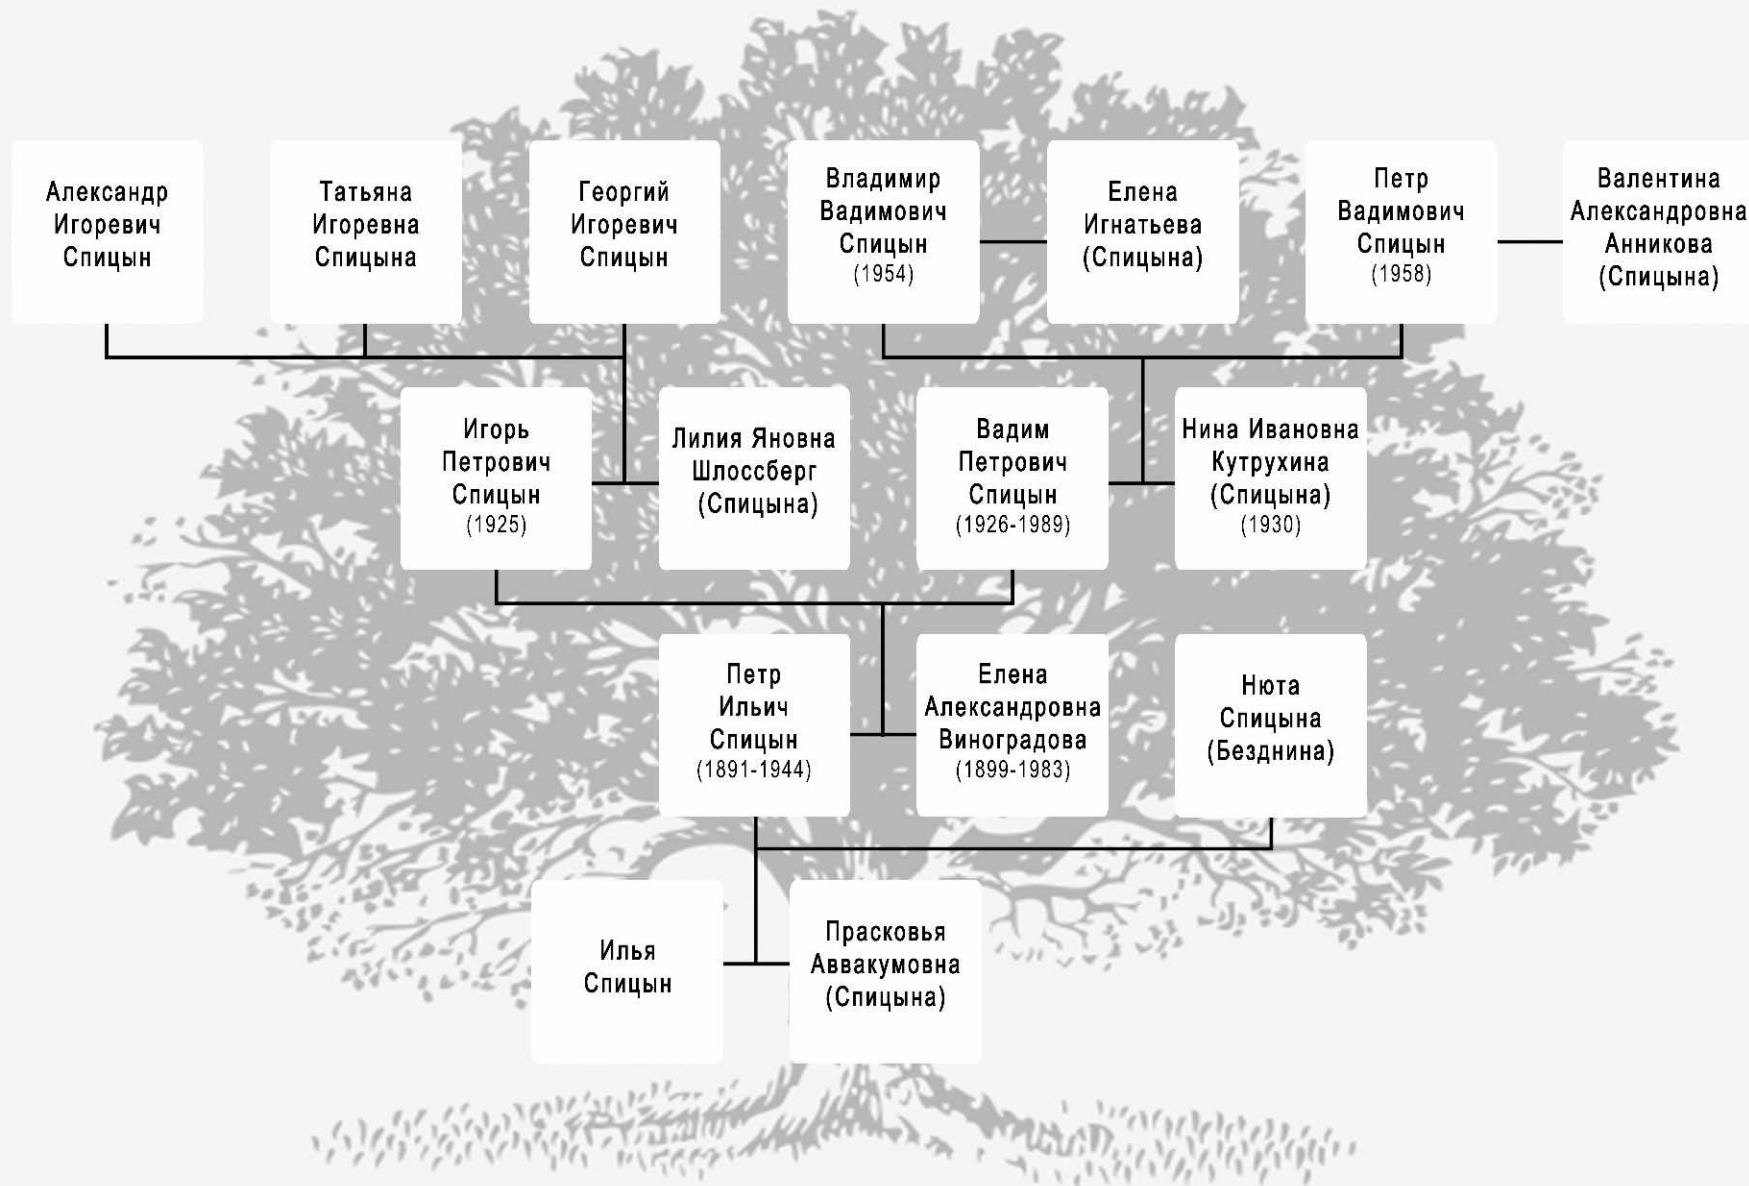 Александр
Игоревич
Спицын
Татьяна
Игоревна
Спицына
Георгий
Игоревич
Спицын
Владимир
Вадимович
Спицын
(1954)
Елена
Игнатьева
(Спицына)
Петр
Вадимович
Спицын
(1958)
Валентина
Александровна
Анникова
(Спицына)
Игорь
Петрович
Спицын
(1925)
Лилия Яновна
Шлоссберг
(Спицына)
Вадим
Петрович
Спицын
(1926-1989)
Нина Ивановна
Кутрухина
(Спицына)
(1930)
Петр
Ильич
Спицын
(1891-1944)
Елена
Александровна
Виноградова
(1899-1983)
Нюта
Спицына
(Безднина)
Илья
Спицын
Прасковья
Аввакумовна
(Спицына)